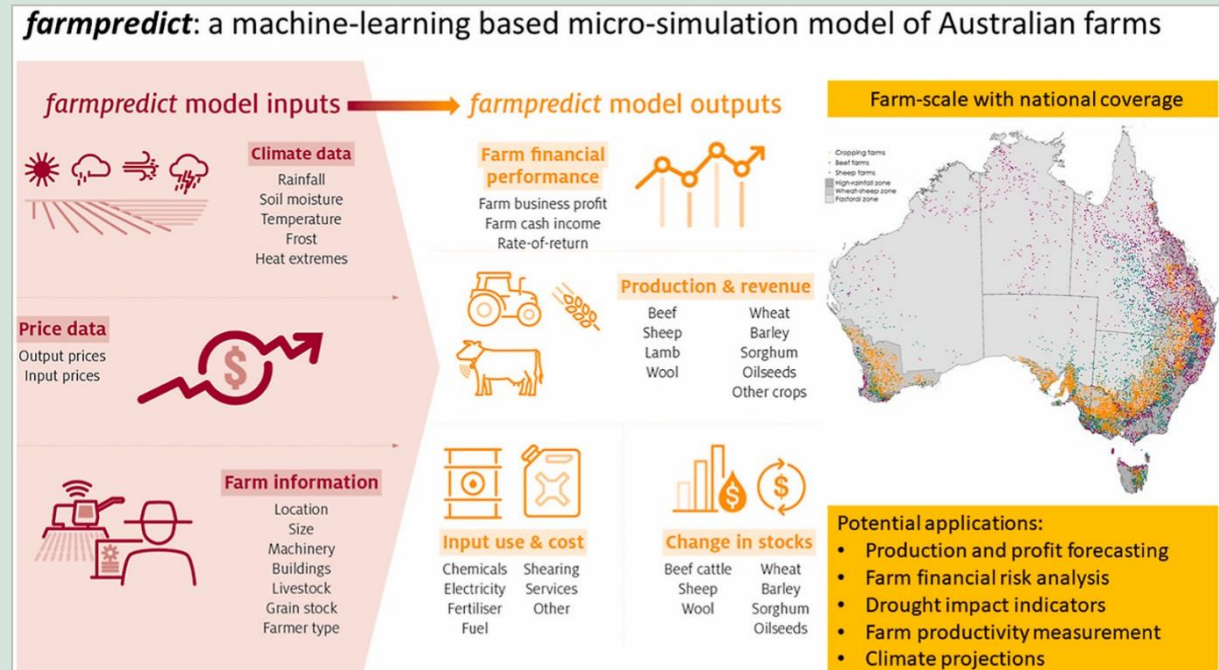 farmpredict: a machine-learning based micro-simulation model of Australian farms
farmpredict model inputs
Climate data
Rainfall
Soil moisture
Temperature
Frost
Heat extremes
Price data
Output prices
Input prices
$
Farm information
Location
Size
Machinery
Buildings
Livestock
Grain stock
Farmer type
farmpredict model outputs
Farm financial
performance
Farm business profit
Farm cash income
Rate-of-return
Production & revenue
Beef
Sheep
Lamb
Wool
Wheat
Barley
Sorghum
Oilseeds
Other crops
Input use & cost
Chemicals
Electricity
Fertiliser
Fuel
Shearing
Services
Other
$
$
Change in stocks
Beef cattle
Sheep
Wool
Wheat
Barley
Sorghum
Oilseeds
Farm-scale with national coverage
Cropping farms
Beef farms
Sheep farms
High-rainfall zone
Wheat-sheep zone
Pastoral zone
Potential applications:
• Production and profit forecasting
• Farm financial risk analysis
• Drought impact indicators
• Farm productivity measurement
• Climate projections